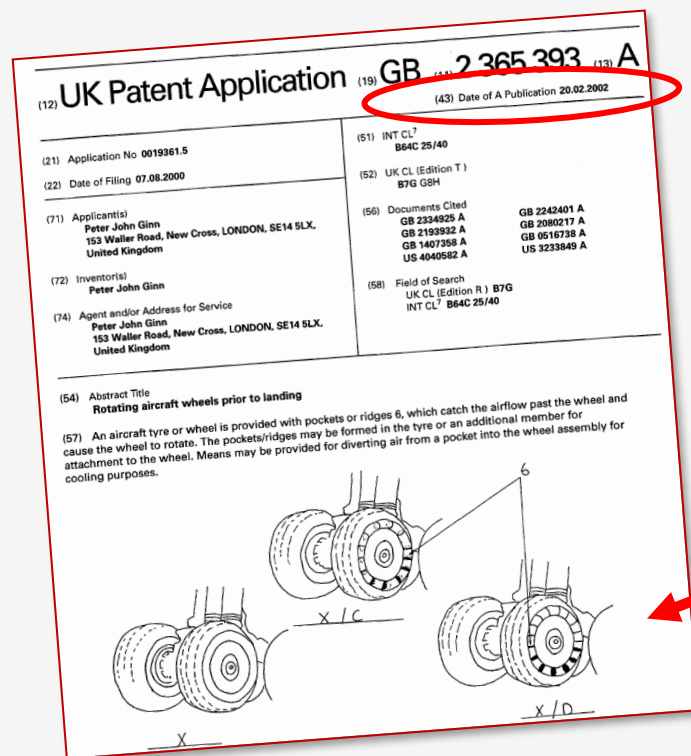 (12) UK Patent Application (19) GB (11) 2 365 393 (13) A
(43) Date of A Publication 20.02.2002
(21) Application No 0019361.5
(22) Date of Filing 07.08.2000
(71) Applicant(s)
Peter John Ginn
153 Waller Road, New Cross, LONDON, SE14 5LX,
United Kingdom
(72) Inventor(s)
Peter John Ginn
(74) Agent and/or Address for Service
Peter John Ginn
153 Waller Road, New Cross, LONDON, SE14 5LX,
United Kingdom
(51) INT CL7
B64C 25/40
(52) UK CL (Edition T )
B7G G8H
(56) Documents Cited
GB 2334925 A GB 2242401 A
GB 2193932 A GB 2080217 A
GB 1407358 A GB 0516738 A
US 4040582 A US 3233849 A
(58) Field of Search
UK CL (Edition R ) B7G
INT CL7 B64C 25/40
(54) Abstract Title
Rotating aircraft wheels prior to landing
(57) An aircraft tyre or wheel is provided with pockets or ridges 6, which catch the airflow past the wheel and
cause the wheel to rotate. The pockets/ridges may be formed in the tyre or an additional member for
attachment to the wheel. Means may be provided for diverting air from a pocket into the wheel assembly for
cooling purposes.
6
X / C
X / D
X